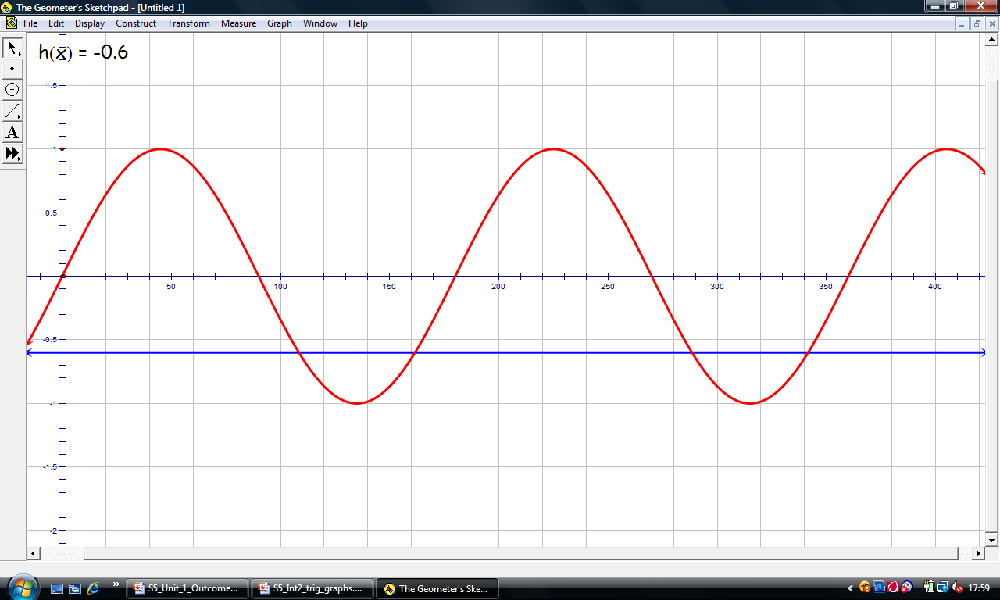 The Geometer's Sketchpad - [Untitled 1]
File Edit Display Construct Transform Measure Graph Window Help
h(x) = -0.6
A
1.5
1
0.5
50 100 150 200 250 300 350 400
-0.5
-1
-1.5
-2
» S5_Unit_1_Outcome... S5_Int2_trig_graphs.... The Geometer's Ske... < 17:59